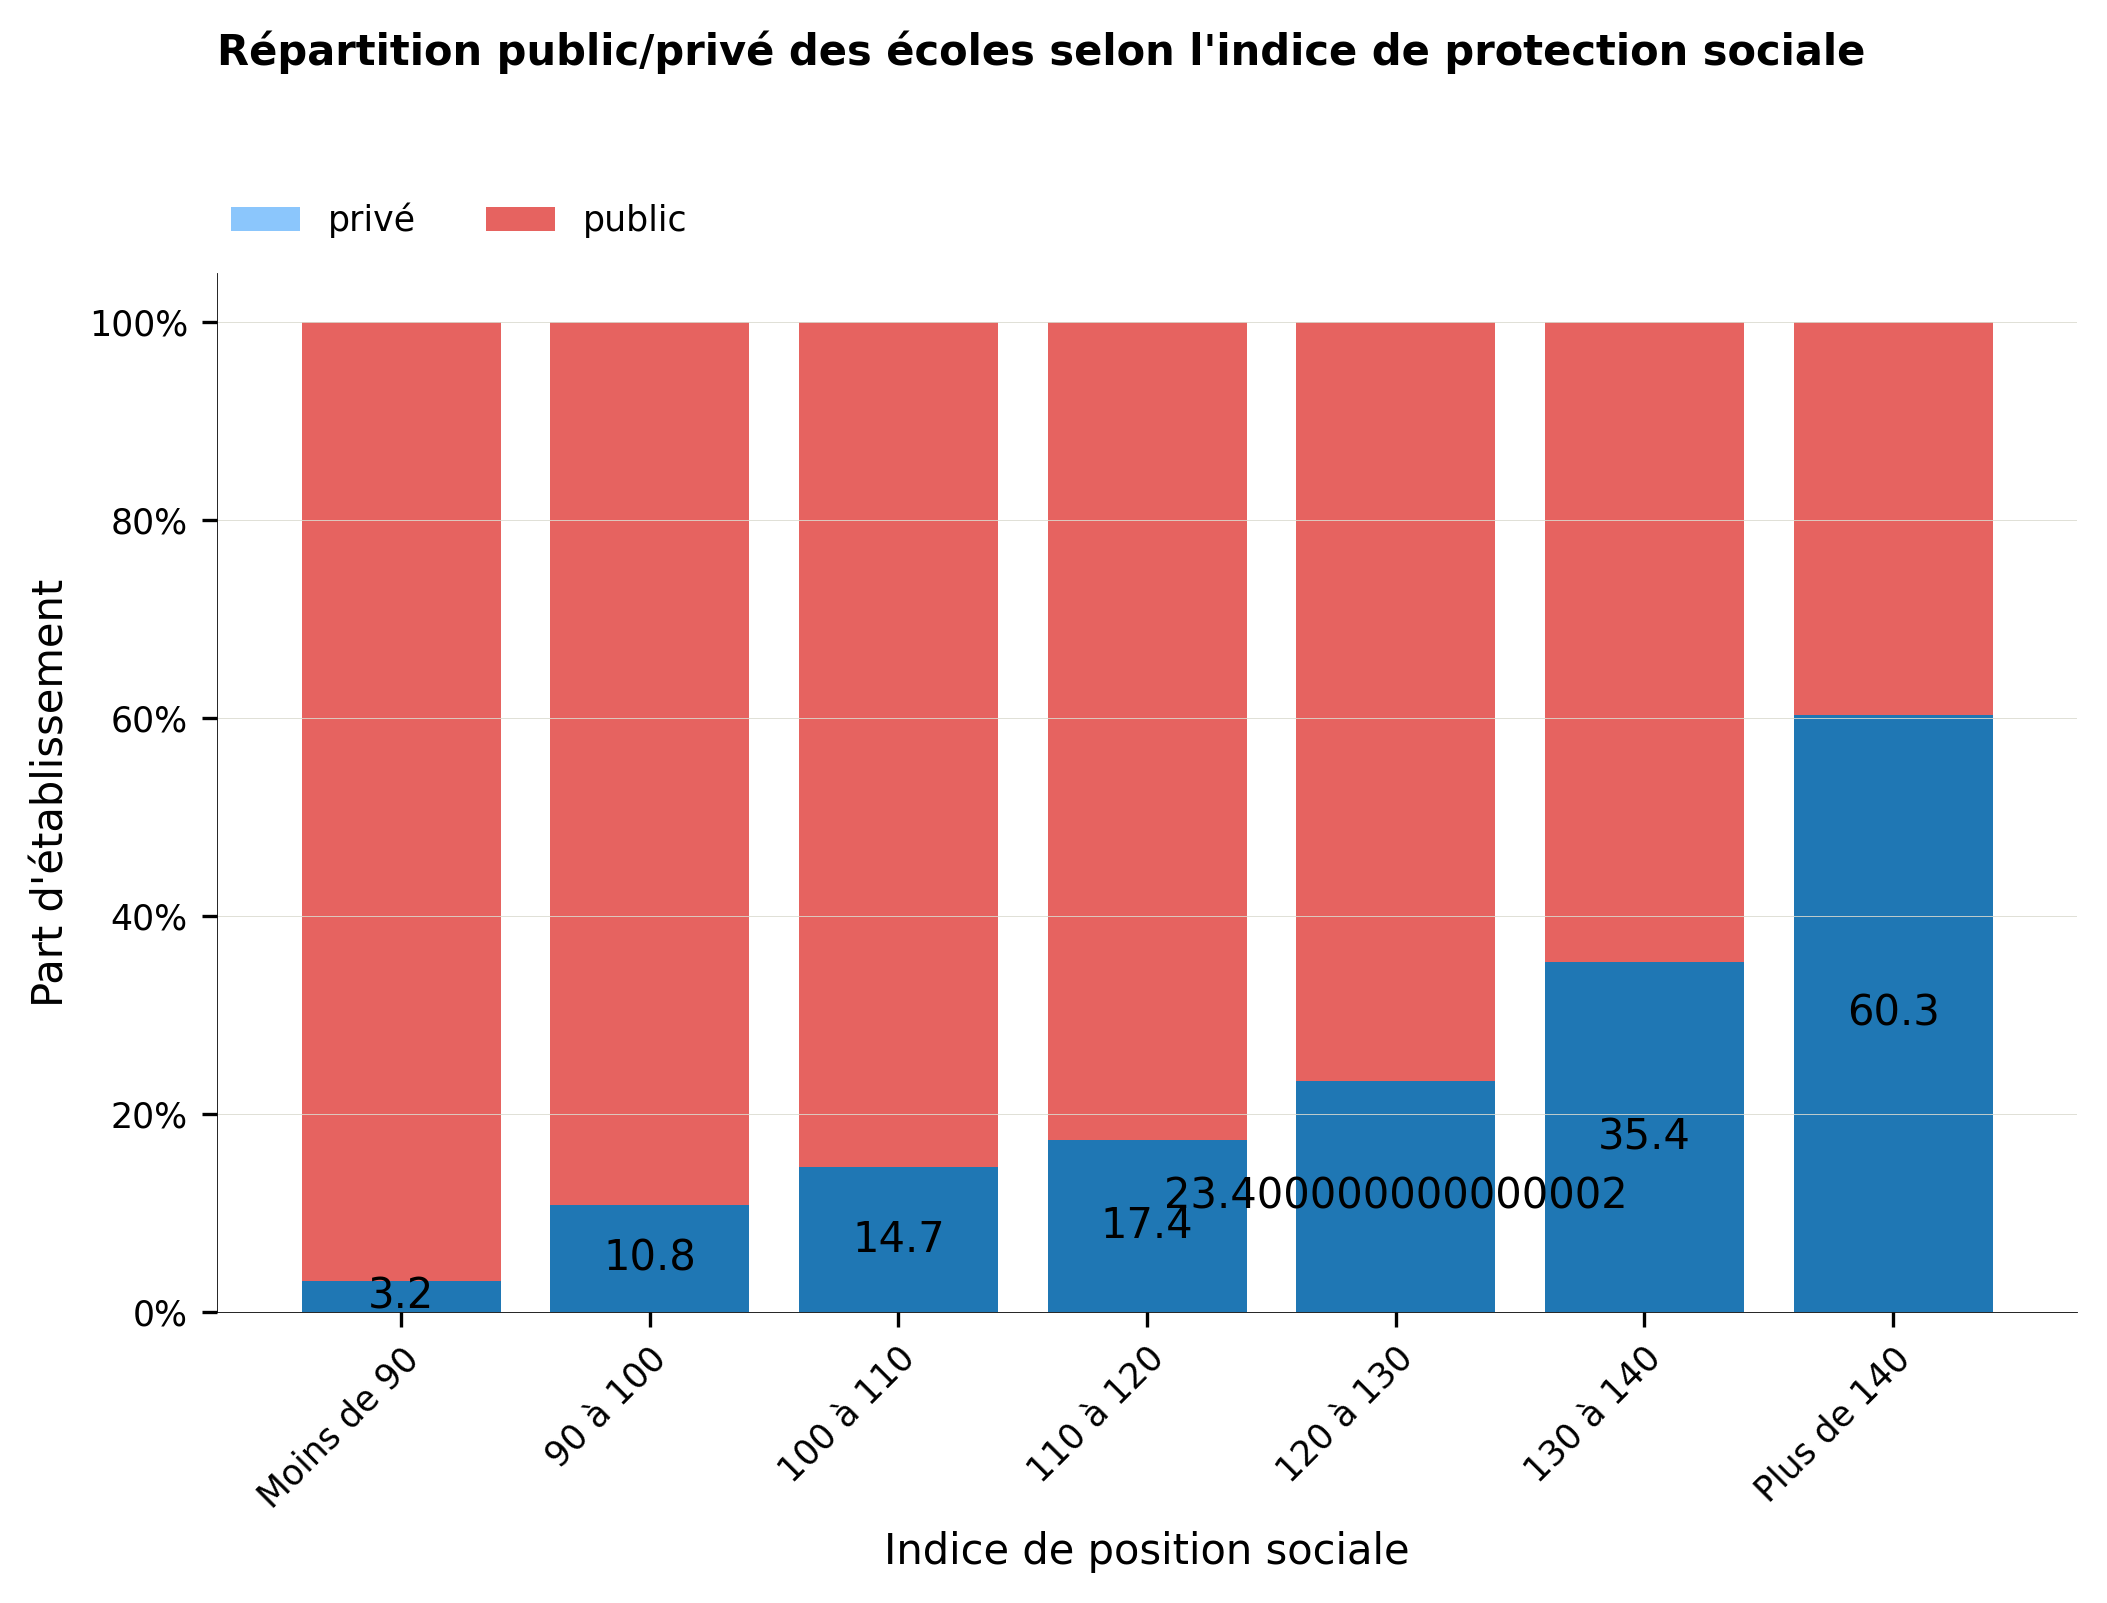 Répartition public/privé des écoles selon l'indice de protection sociale
privé
public
Part d'établissement
100%
80%
60%
40%
20%
0%
3.2
10.8
14.7
17.4
23.400000000000002
35.4
60.3
Moins de 90
90 à 100
100 à 110
110 à 120
120 à 130
130 à 140
Plus de 140
Indice de position sociale